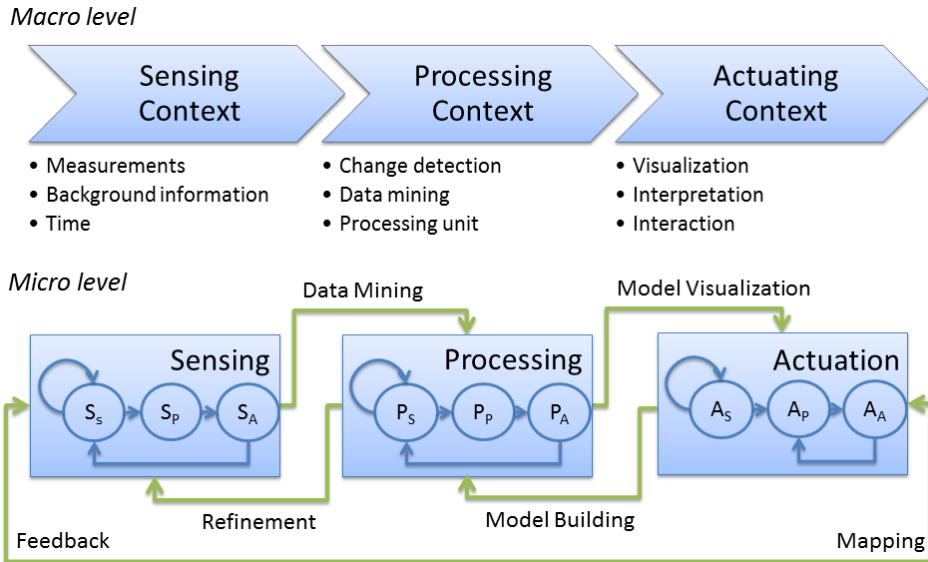 Macro level
Sensing
Context
Processing
Context
Actuating
Context
• Measurements
• Background information
• Time
• Change detection
• Data mining
• Processing unit
• Visualization
• Interpretation
• Interaction
Micro level
Data Mining
Model Visualization
Sensing
Processing
Actuation
Ss
SP
SA
PS
PP
PA
AS
AP
AA
Refinement
Model Building
Feedback
Mapping